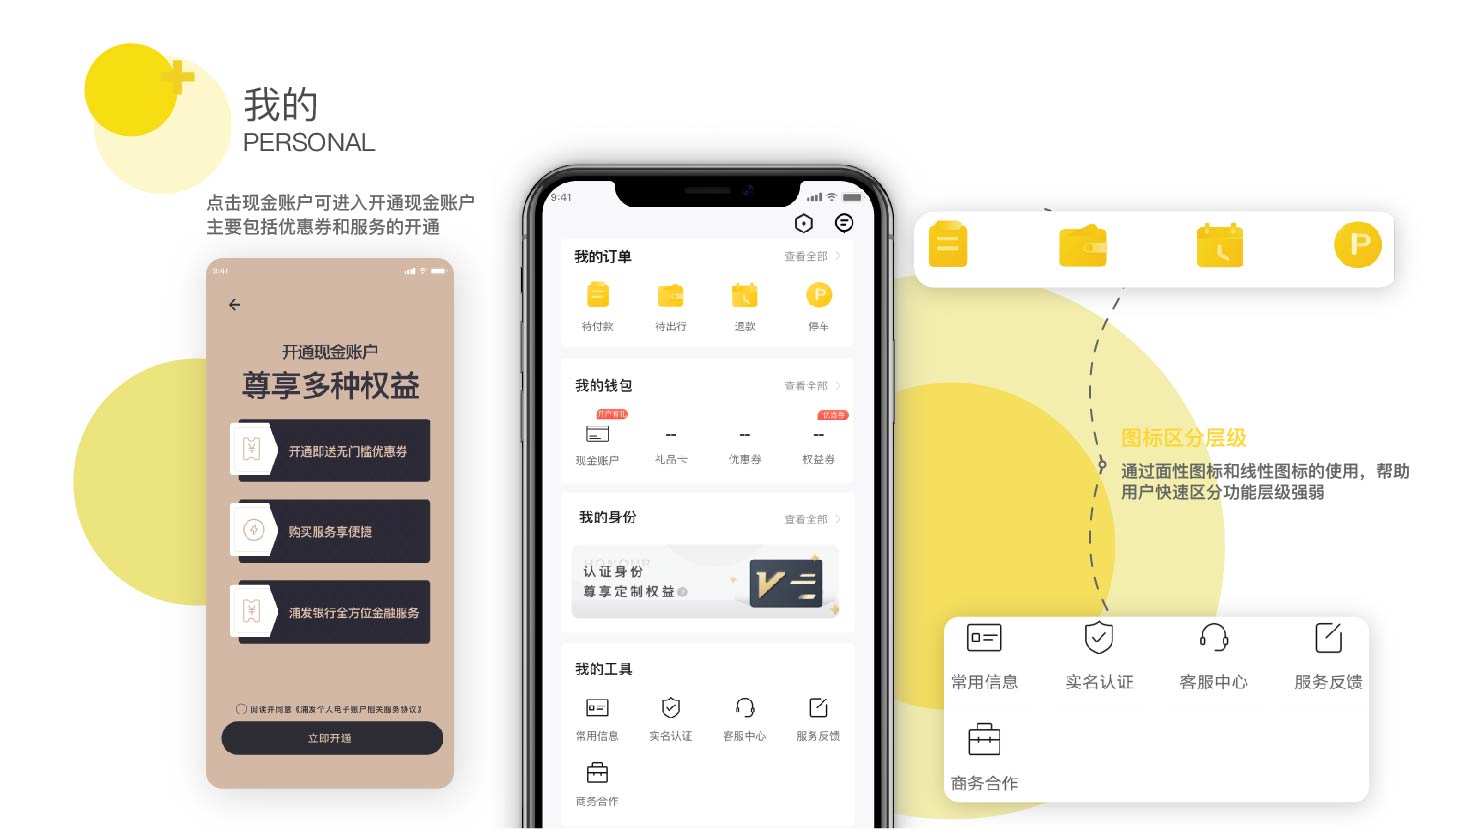 我的
PERSONAL
点击现金账户可进入开通现金账户
主要包括优惠券和服务的开通
9:41
开通现金账户
尊享多种权益
开通即送无门槛优惠券
购买服务享便捷
浦发银行全方位金融服务
阅读并同意《浦发个人电子账户相关服务协议》
立即开通
9:41
我的订单
查看全部
待付款
待出行
退款
停车
我的钱包
查看全部
开户有礼
优选券
--
--
--
现金账户
礼品卡
优惠券
权益券
我的身份
查看全部
HONOUR
认证身份
尊享定制权益
我的工具
常用信息
实名认证
客服中心
服务反馈
商务合作
图标区分层级
通过面性图标和线性图标的使用，帮助
用户快速区分功能层级强弱
常用信息
实名认证
客服中心
服务反馈
商务合作